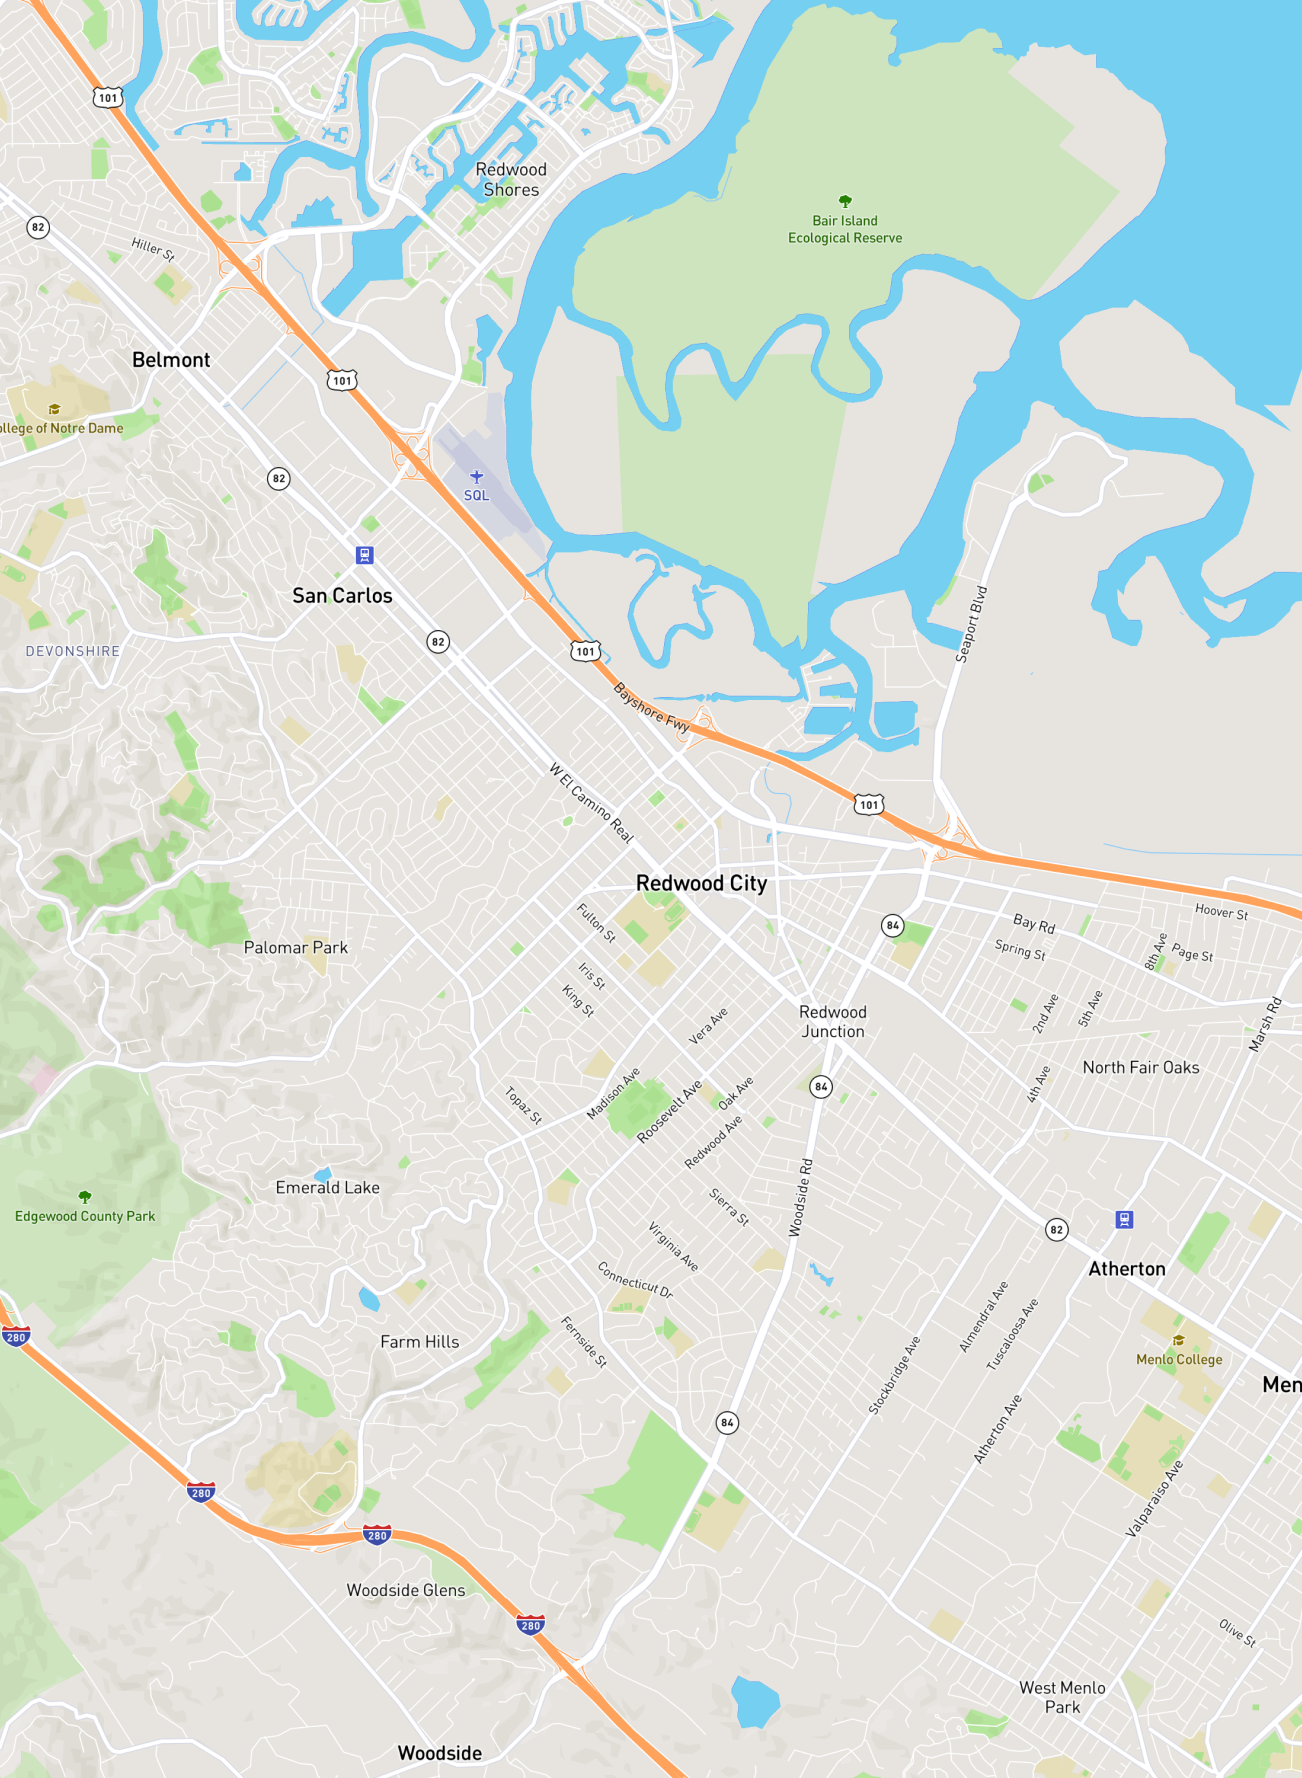 101
Redwood
Shores
Bair Island
Ecological Reserve
82
Hiller St
Belmont
101
College of Notre Dame
82
SQL
San Carlos
Seaport Blvd
82
101
DEVONSHIRE
Bayshore Fwy
W El Camino Real
101
Redwood City
Hoover St
Fulton St
84
Bay Rd
Palomar Park
Spring St
8th Ave
Page St
Iris St
King St
Redwood
Junction
Vera Ave
2nd Ave
5th Ave
Marsh Rd
North Fair Oaks
84
4th Ave
Topaz St
Madison Ave
Roosevelt Ave
Oak Ave
Redwood Ave
Emerald Lake
Edgewood County Park
Sierra St
Woodside Rd
82
Virginia Ave
Atherton
Connecticut Dr
280
Farm Hills
Fernside St
Almendral Ave
Tuscaloosa Ave
Menlo College
Stockbridge Ave
Men
84
Atherton Ave
280
Valparaiso Ave
280
Woodside Glens
280
Olive St
West Menlo
Park
Woodside